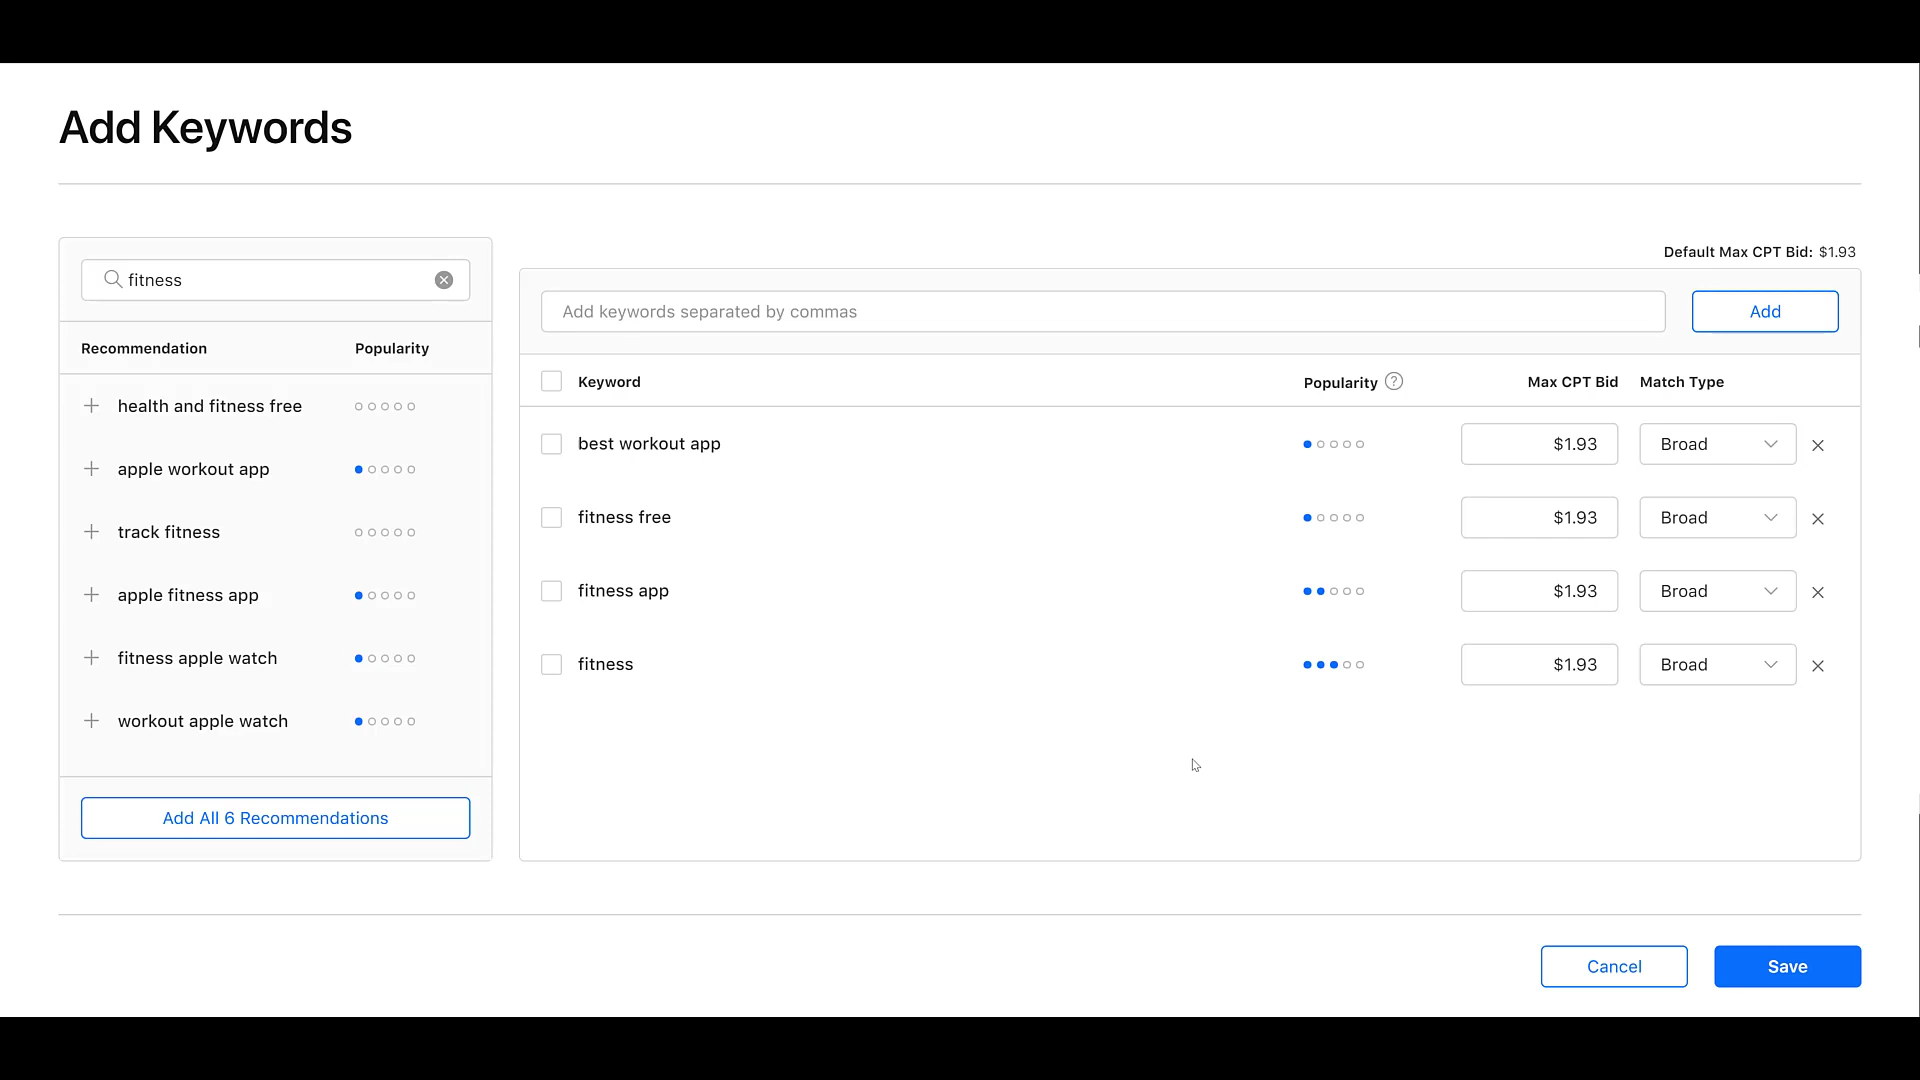 Add Keywords
fitness
Recommendation Popularity
health and fitness free
apple workout app
track fitness
apple fitness app
fitness apple watch
workout apple watch
Add All 6 Recommendations
Default Max CPT Bid: $1.93
Add keywords separated by commas Add
Keyword Popularity ? Max CPT Bid Match Type
best workout app $1.93 Broad
fitness free $1.93 Broad
fitness app $1.93 Broad
fitness $1.93 Broad
Cancel Save